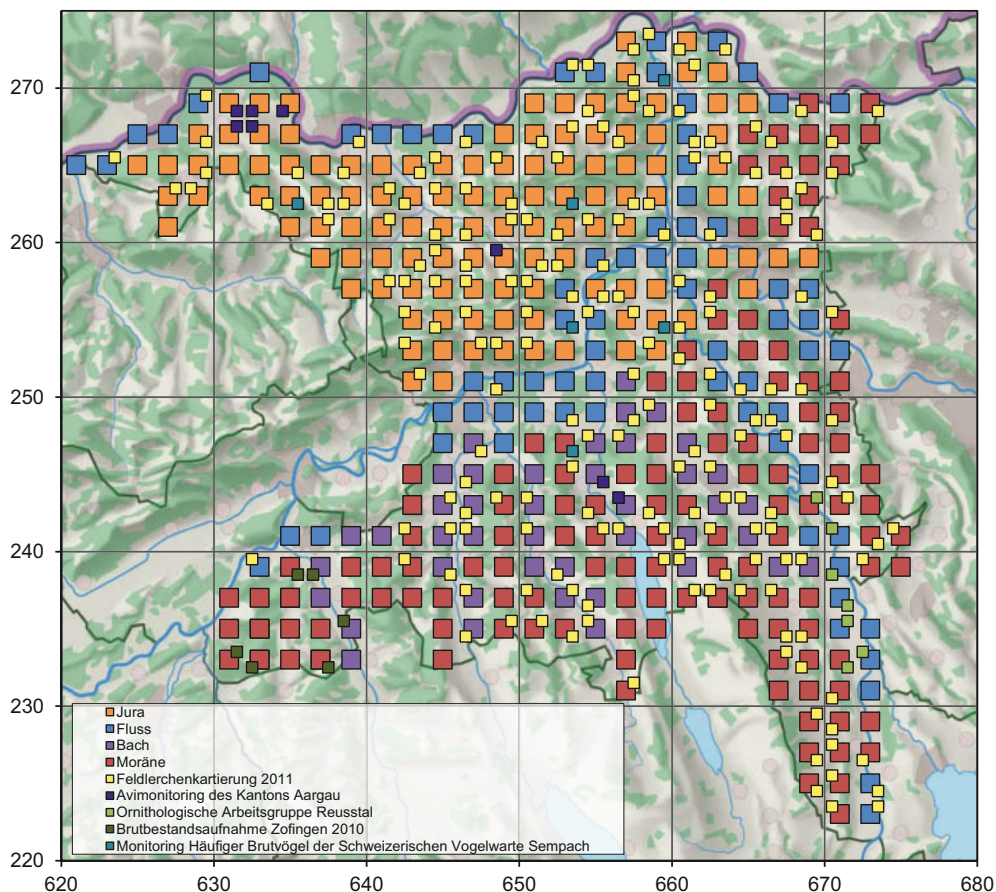 270
260
250
240
230
220
Jura
Fluss
Bach
Moräne
Feldlerchenkartierung 2011
Avimonitoring des Kantons Aargau
Ornithologische Arbeitsgruppe Reusstal
Brutbestandsaufnahme Zofingen 2010
Monitoring Häufiger Brutvögel der Schweizerischen Vogelwarte Sempach
620 630 640 650 660 670 680